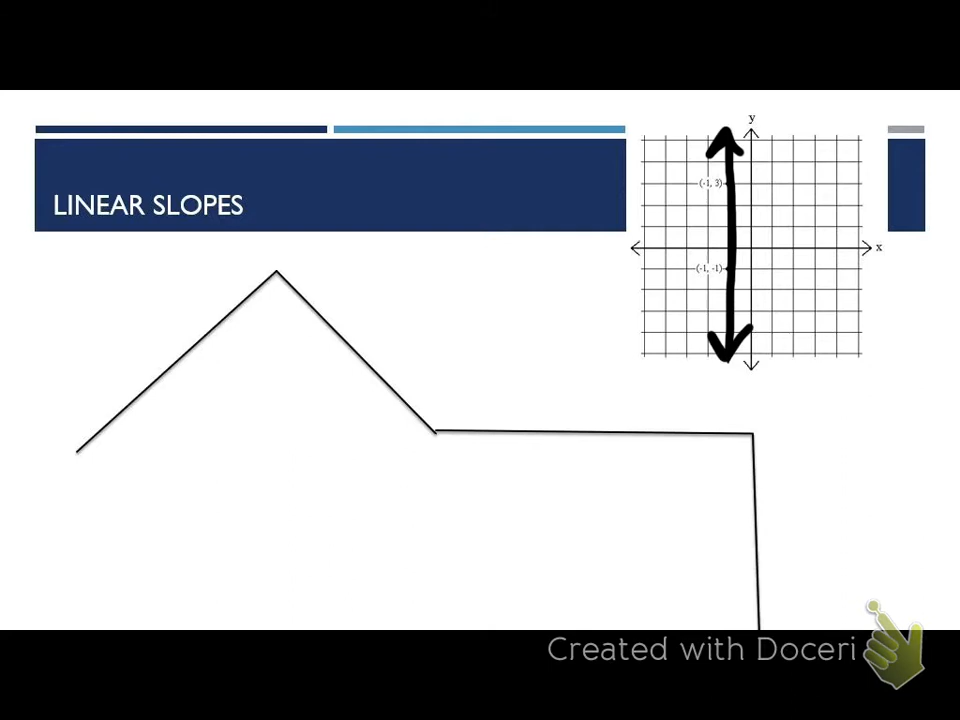 y
(-1, 3)
LINEAR SLOPES
x
(-1, -1)
Created with Doceri